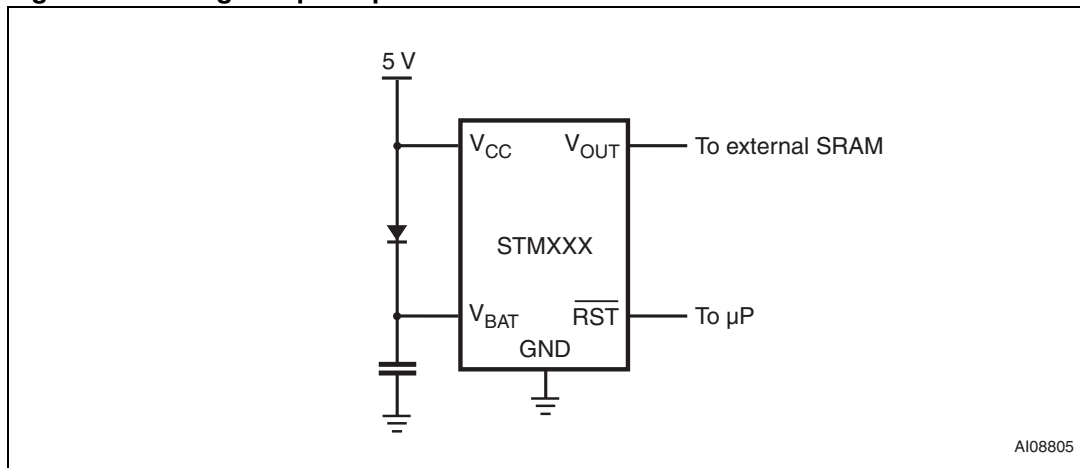 5 V
VCC
VOUT
To external SRAM
STMXXX
VBAT
RST
To µP
GND
AI08805